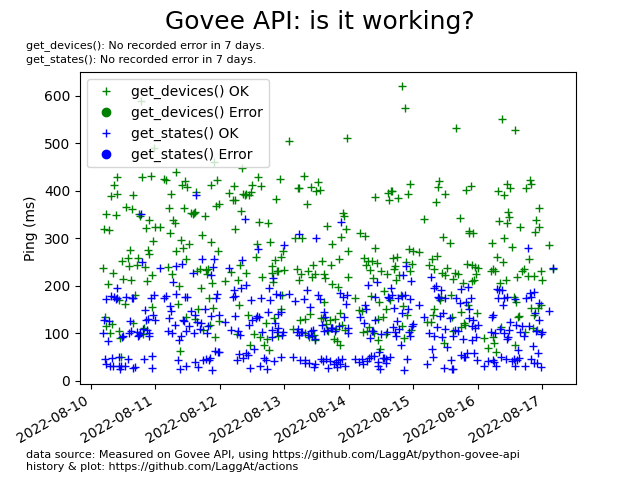 Govee API: is it working?
get_devices(): No recorded error in 7 days.
get_states(): No recorded error in 7 days.
get_devices() OK
get_devices() Error
get_states() OK
get_states() Error
Ping (ms)
600
500
400
300
200
100
0
2022-08-10
2022-08-11
2022-08-12
2022-08-13
2022-08-14
2022-08-15
2022-08-16
2022-08-17
data source: Measured on Govee API, using https://github.com/LaggAt/python-govee-api
history & plot: https://github.com/LaggAt/actions